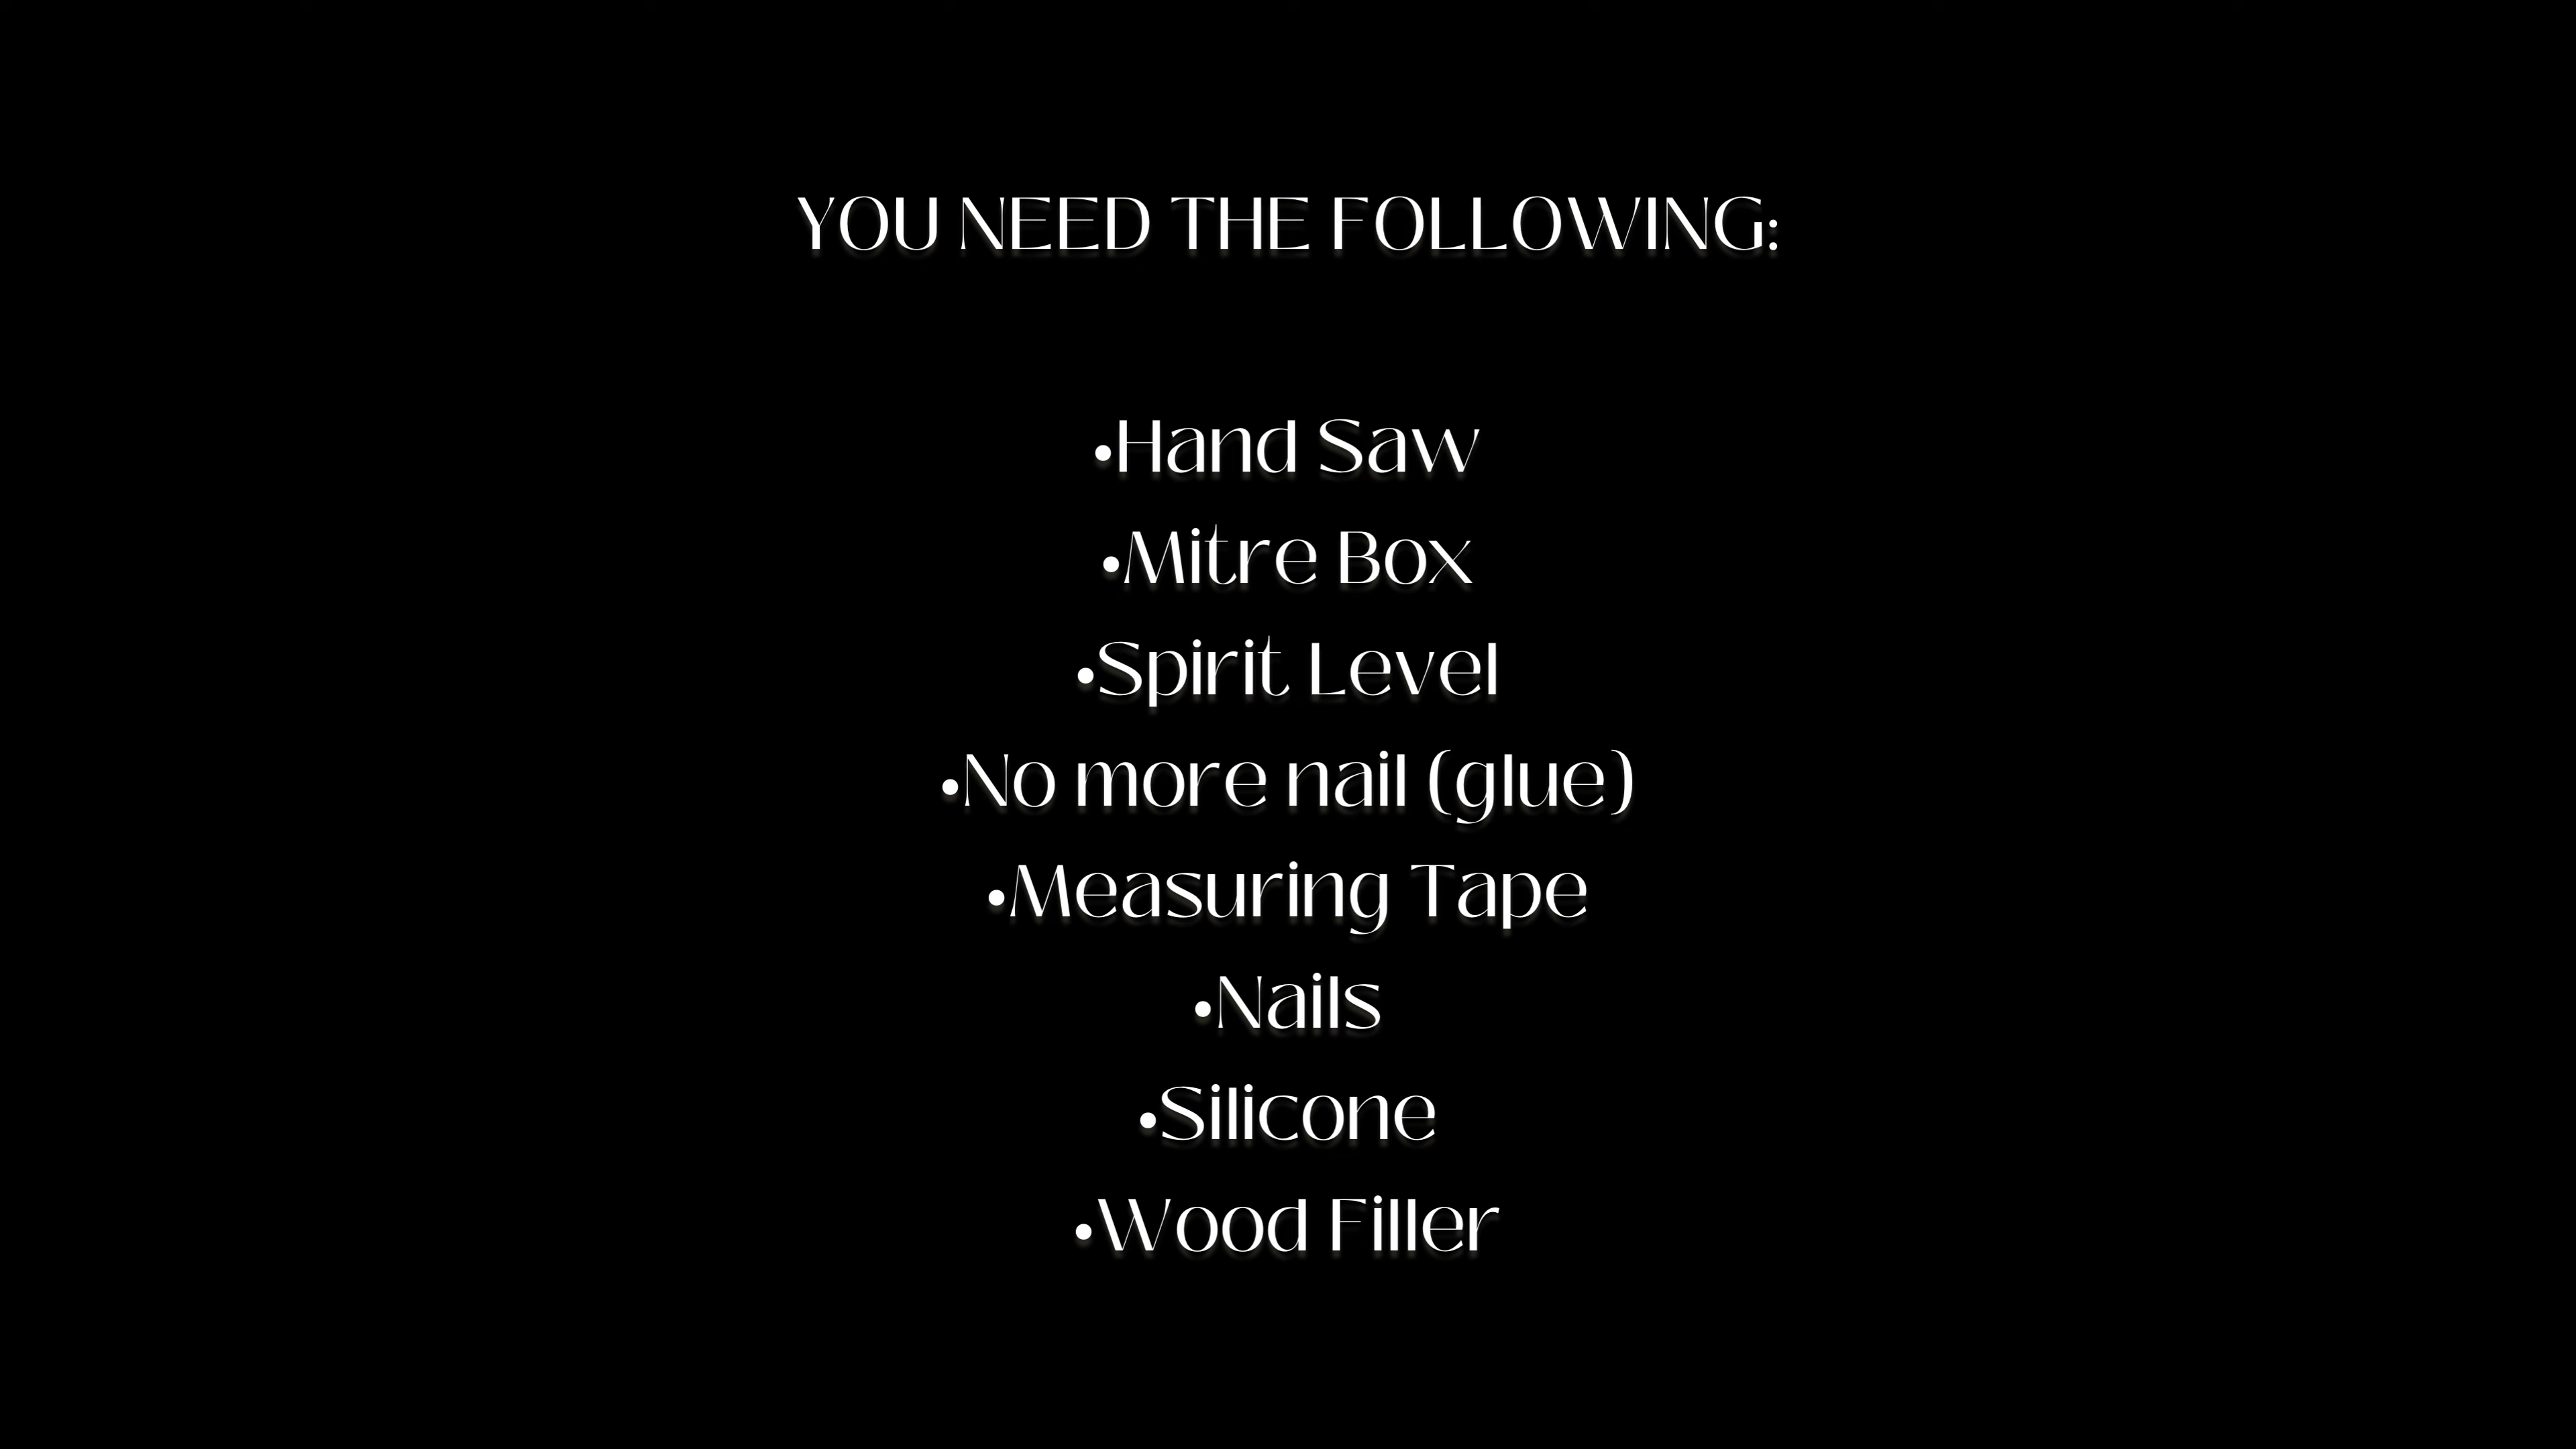 YOU NEED THE FOLLOWING:
•Hand Saw
•Mitre Box
•Spirit Level
•No more nail (glue)
•Measuring Tape
•Nails
•Silicone
•Wood Filler